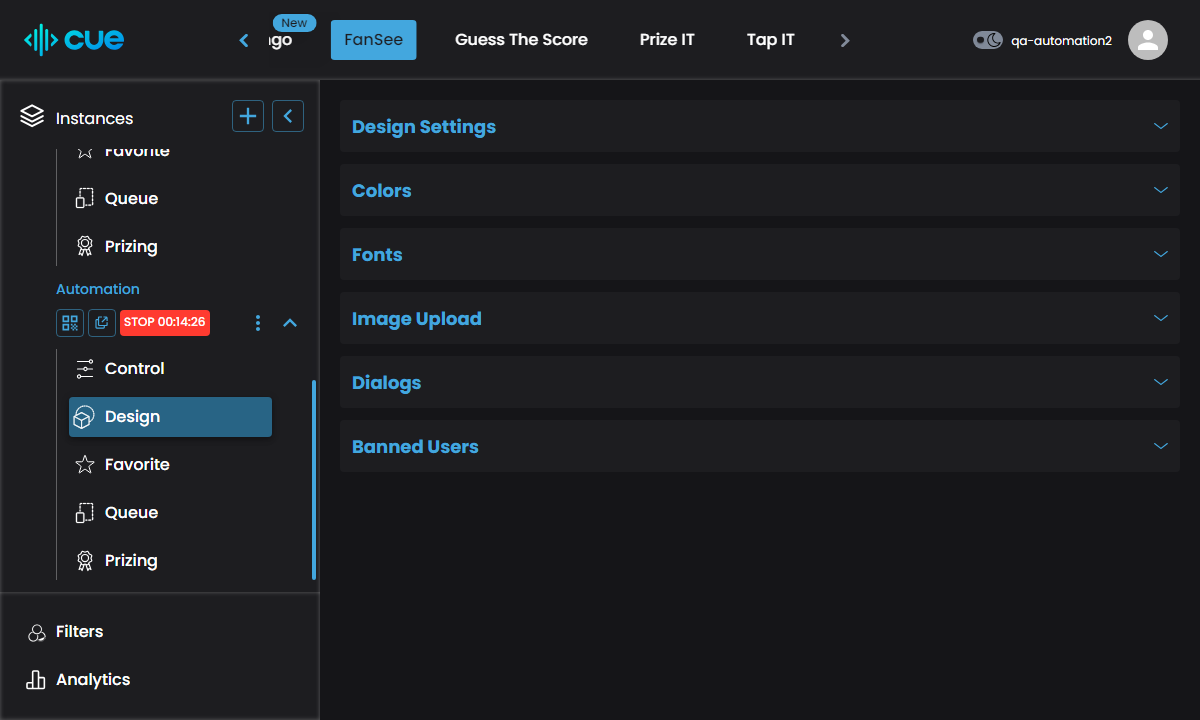 cue
New
ngo
FanSee
Guess The Score
Prize IT
Tap IT
qa-automation2
Instances
Favorite
Queue
Prizing
Automation
STOP 00:14:26
Control
Design
Favorite
Queue
Prizing
Filters
Analytics
Design Settings
Colors
Fonts
Image Upload
Dialogs
Banned Users